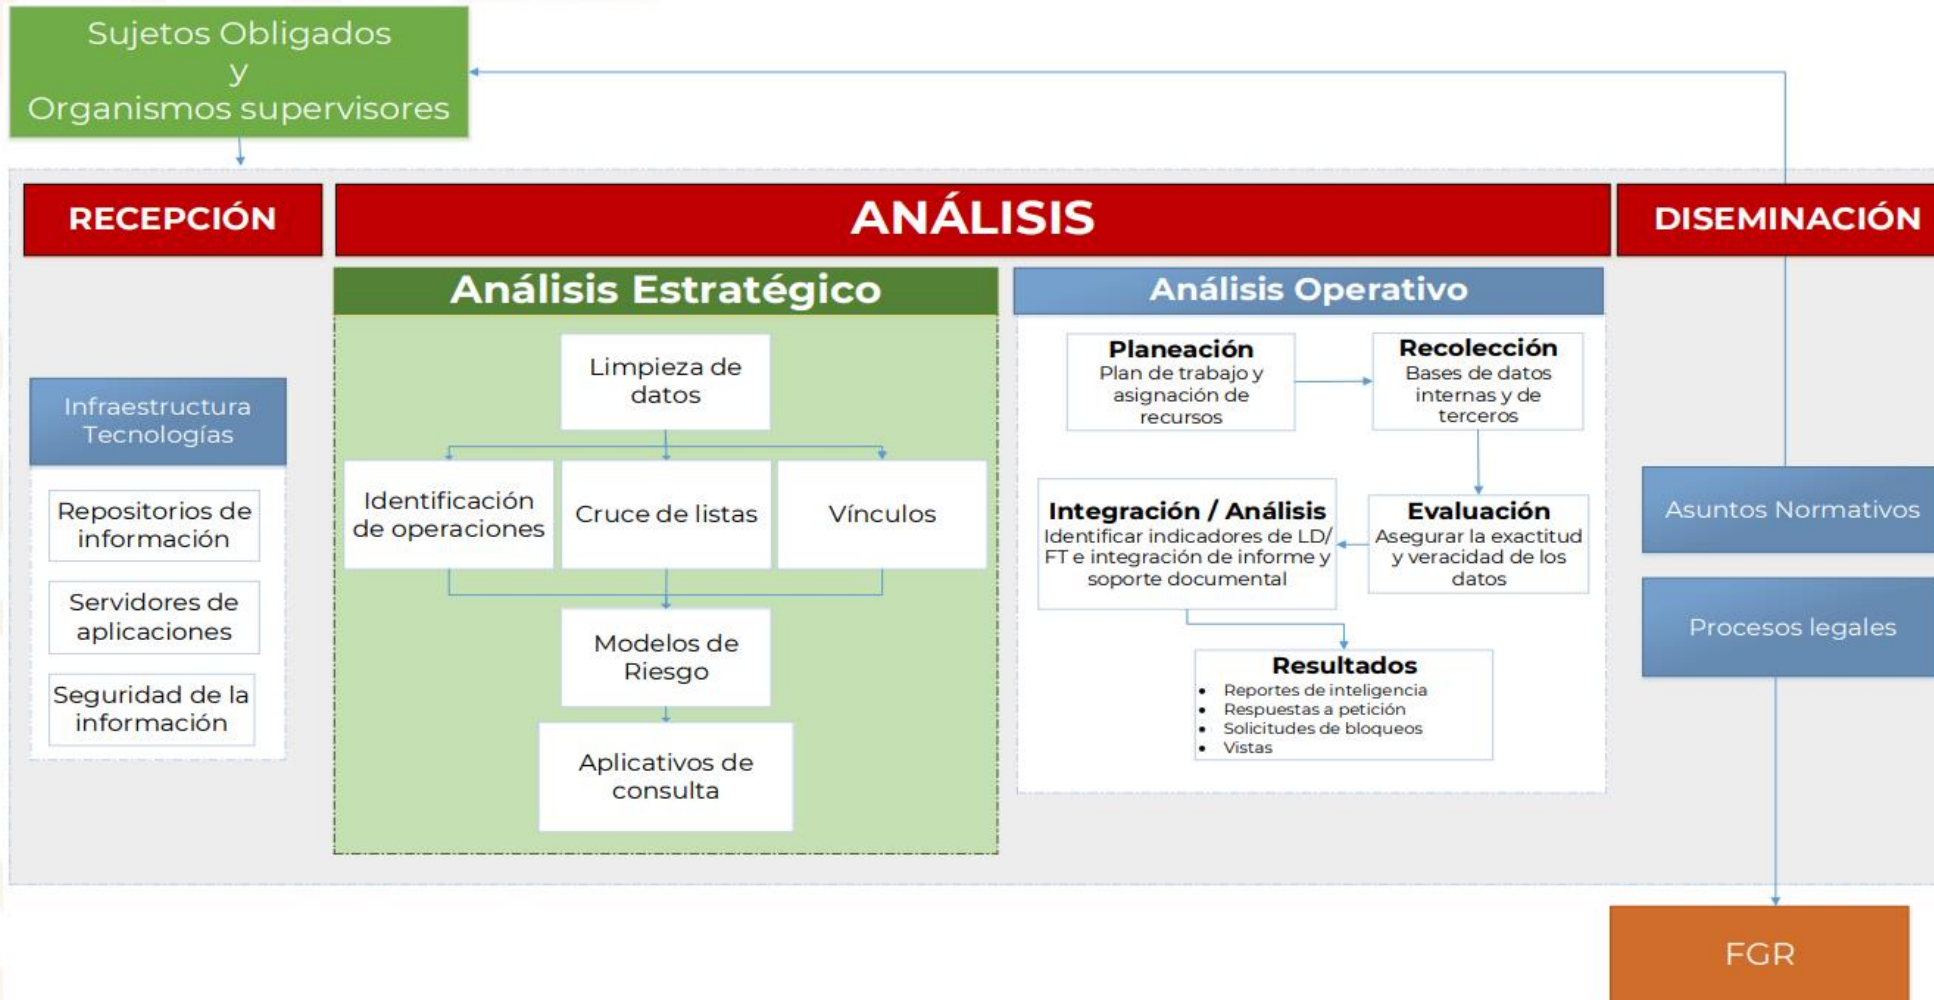 Sujetos Obligados
y
Organismos supervisores
RECEPCIÓN
ANÁLISIS
DISEMINACIÓN
Infraestructura
Tecnologías
Repositorios de
información
Servidores de
aplicaciones
Seguridad de la
información
Análisis Estratégico
Limpieza de
datos
Identificación
de operaciones
Cruce de listas
Vínculos
Modelos de
Riesgo
Aplicativos de
consulta
Análisis Operativo
Planeación
Plan de trabajo y
asignación de
recursos
Recolección
Bases de datos
internas y de
terceros
Integración / Análisis
Identificar indicadores de LD/
FT e integración de informe y
soporte documental
Evaluación
Asegurar la exactitud
y veracidad de los
datos
Resultados
• Reportes de inteligencia
• Respuestas a petición
• Solicitudes de bloqueos
• Vistas
Asuntos Normativos
Procesos legales
FGR